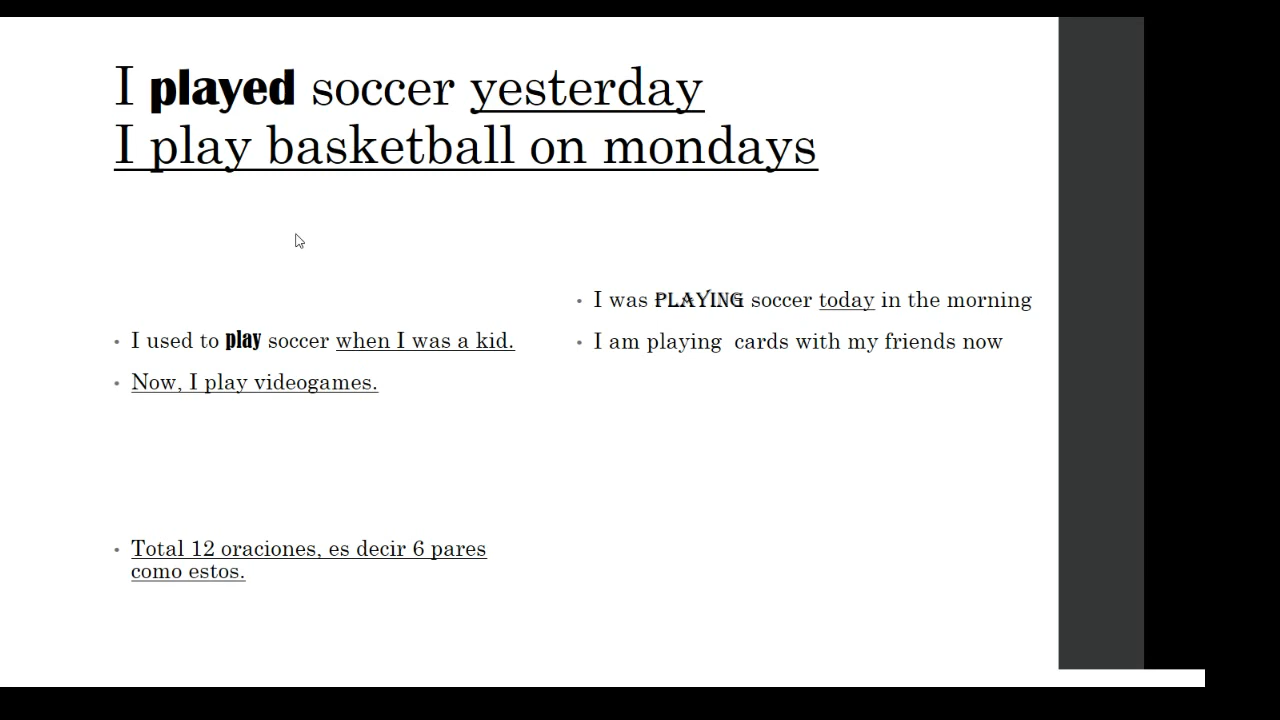 I played soccer yesterday
I play basketball on mondays
I used to play soccer when I was a kid.
Now, I play videogames.
Total 12 oraciones, es decir 6 pares
como estos.
I was PLAYING soccer today in the morning
I am playing cards with my friends now